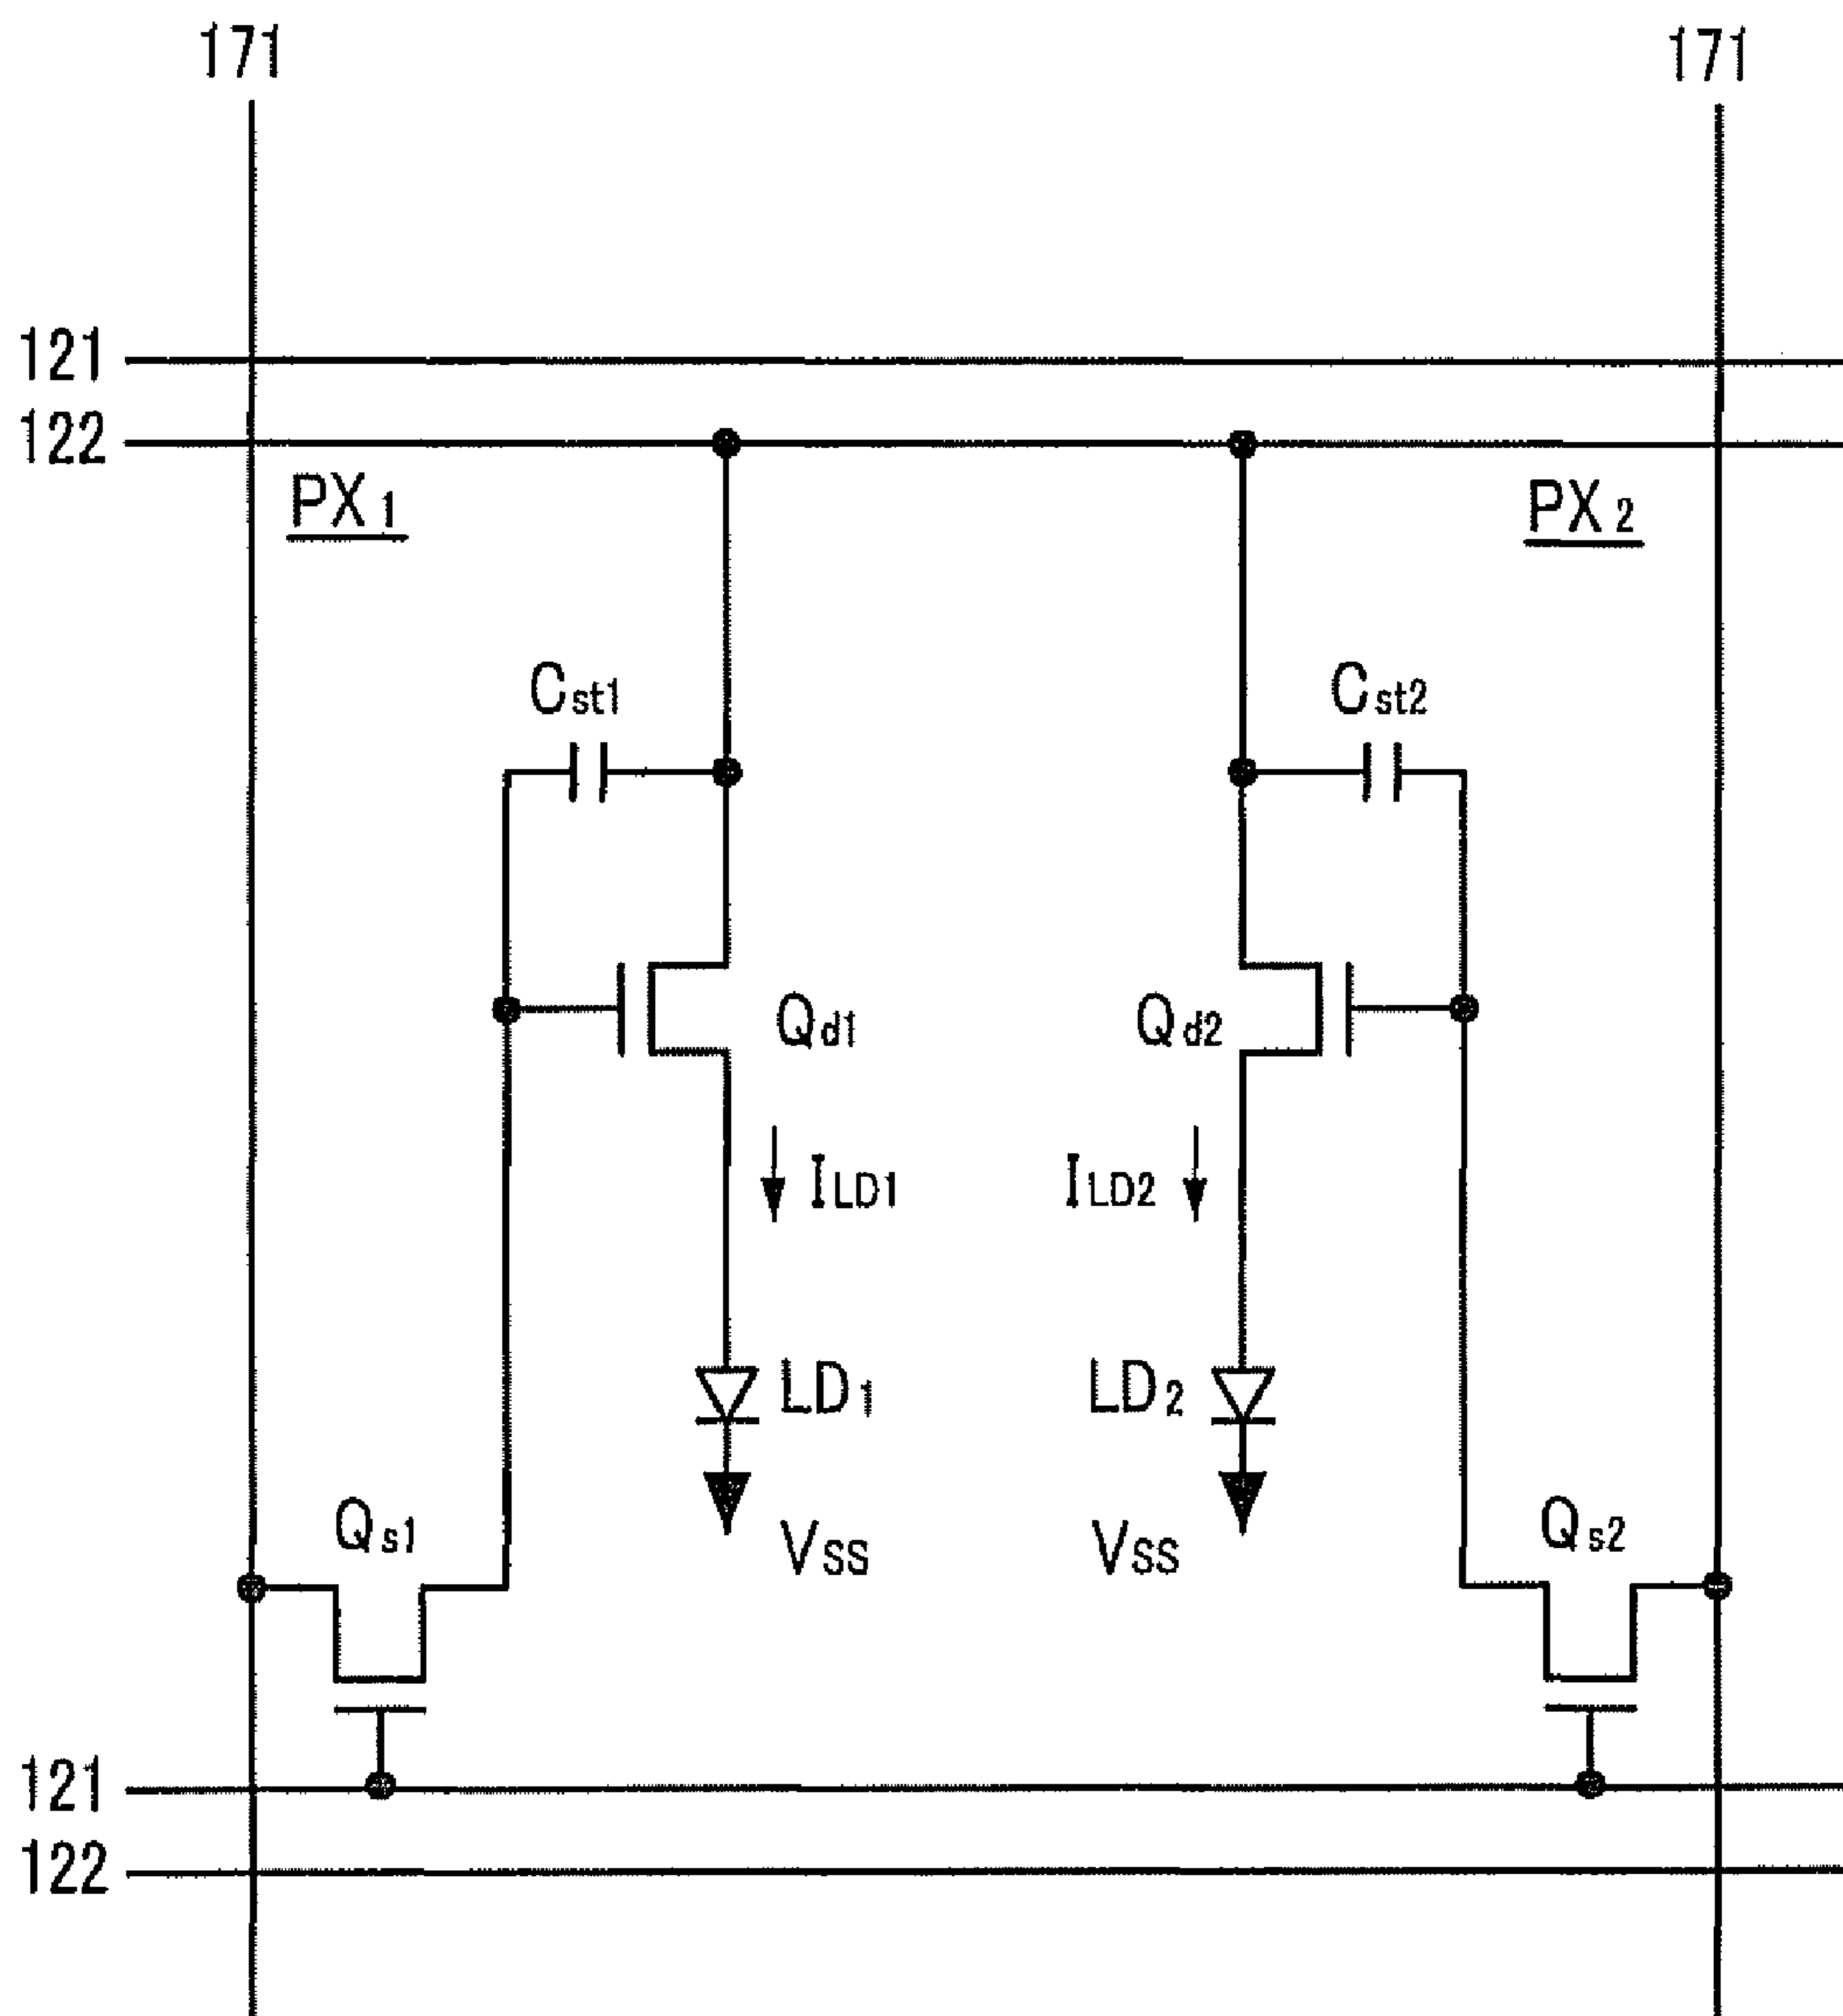 171 171
121
122
PX1 PX2
Cst1 Cst2
Qd1 Qd2
ILD1 ILD2
LD1 LD2
Qs1 Qs2
Vss Vss
121
122